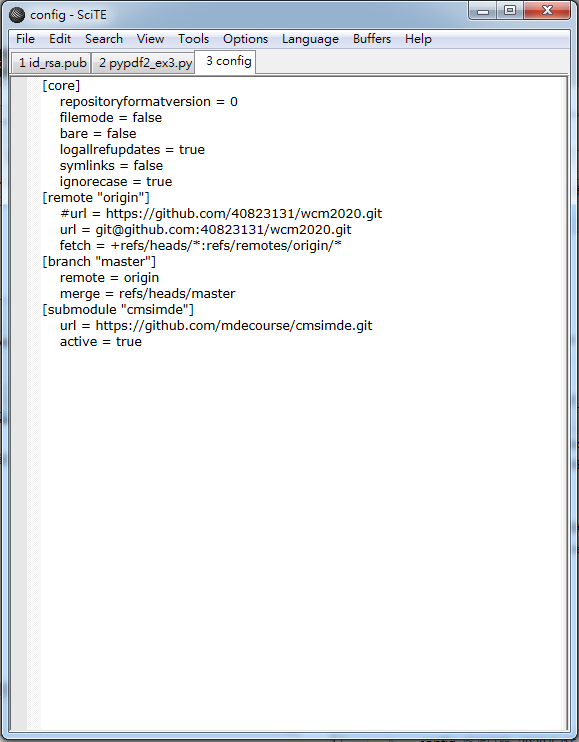 config - SciTE
File Edit Search View Tools Options Language Buffers Help
1 id_rsa.pub 2 pypdf2_ex3.py 3 config
[core]
repositoryformatversion = 0
filemode = false
bare = false
logallrefupdates = true
symlinks = false
ignorecase = true
[remote "origin"]
#url = https://github.com/40823131/wcm2020.git
url = git@github.com:40823131/wcm2020.git
fetch = +refs/heads/*:refs/remotes/origin/*
[branch "master"]
remote = origin
merge = refs/heads/master
[submodule "cmsimde"]
url = https://github.com/mdecourse/cmsimde.git
active = true